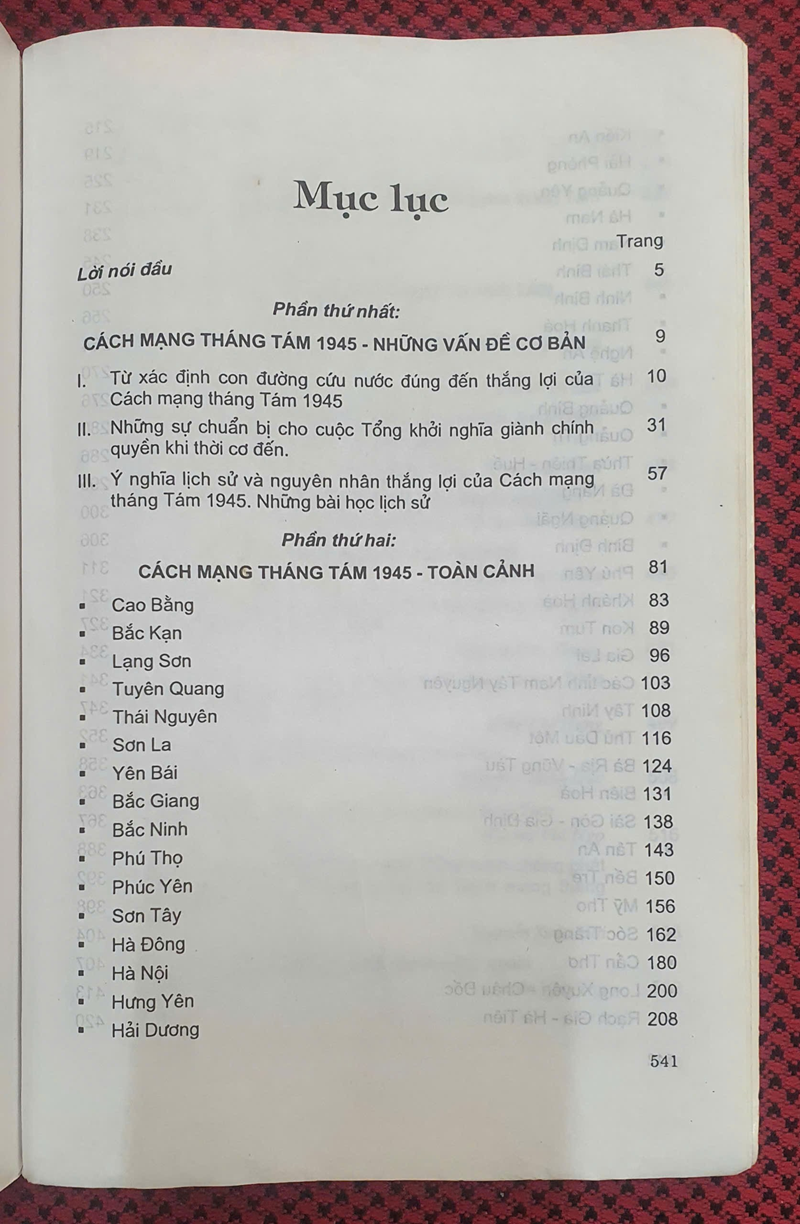 Mục lục
Trang
Lời nói đầu 5
Phần thứ nhất:
CÁCH MẠNG THÁNG TÁM 1945 - NHỮNG VẤN ĐỀ CƠ BẢN 9
I. Từ xác định con đường cứu nước đúng đến thắng lợi của 10
Cách mạng tháng Tám 1945
II. Những sự chuẩn bị cho cuộc Tổng khởi nghĩa giành chính 31
quyền khi thời cơ đến.
III. Ý nghĩa lịch sử và nguyên nhân thắng lợi của Cách mạng 57
tháng Tám 1945. Những bài học lịch sử
Phần thứ hai:
CÁCH MẠNG THÁNG TÁM 1945 - TOÀN CẢNH 81
▪ Cao Bằng 83
▪ Bắc Kạn 89
▪ Lạng Sơn 96
▪ Tuyên Quang 103
▪ Thái Nguyên 108
▪ Sơn La 116
▪ Yên Bái 124
▪ Bắc Giang 131
▪ Bắc Ninh 138
▪ Phú Thọ 143
▪ Phúc Yên 150
▪ Sơn Tây 156
▪ Hà Đông 162
▪ Hà Nội 180
▪ Hưng Yên 200
▪ Hải Dương 208
541